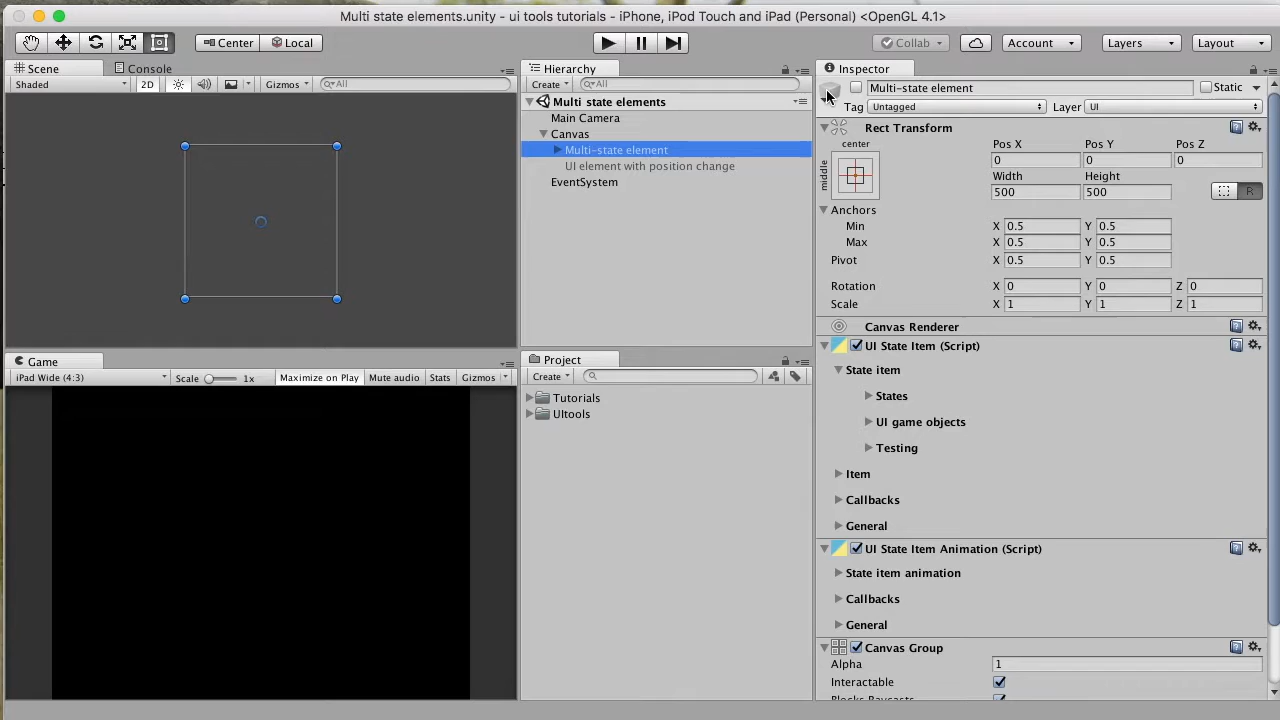 Multi state elements.unity - ui tools tutorials - iPhone, iPod Touch and iPad (Personal) <OpenGL 4.1>
Center Local Collab Account Layers Layout
Scene Console
Shaded 2D Gizmos All
Hierarchy
Create All
Multi state elements
Main Camera
Canvas
Multi-state element
UI element with position change
EventSystem
Game
iPad Wide (4:3) Scale 1x Maximize on Play Mute audio Stats Gizmos
Project
Create
Tutorials
UItools
Inspector
Multi-state element Static
Tag Untagged Layer UI
Rect Transform
center Pos X Pos Y Pos Z
middle 0 0 0
Width Height
500 500 R
Anchors
Min X 0.5 Y 0.5
Max X 0.5 Y 0.5
Pivot X 0.5 Y 0.5
Rotation X 0 Y 0 Z 0
Scale X 1 Y 1 Z 1
Canvas Renderer
UI State Item (Script)
State item
States
UI game objects
Testing
Item
Callbacks
General
UI State Item Animation (Script)
State item animation
Callbacks
General
Canvas Group
Alpha 1
Interactable
Blocks Raycasts